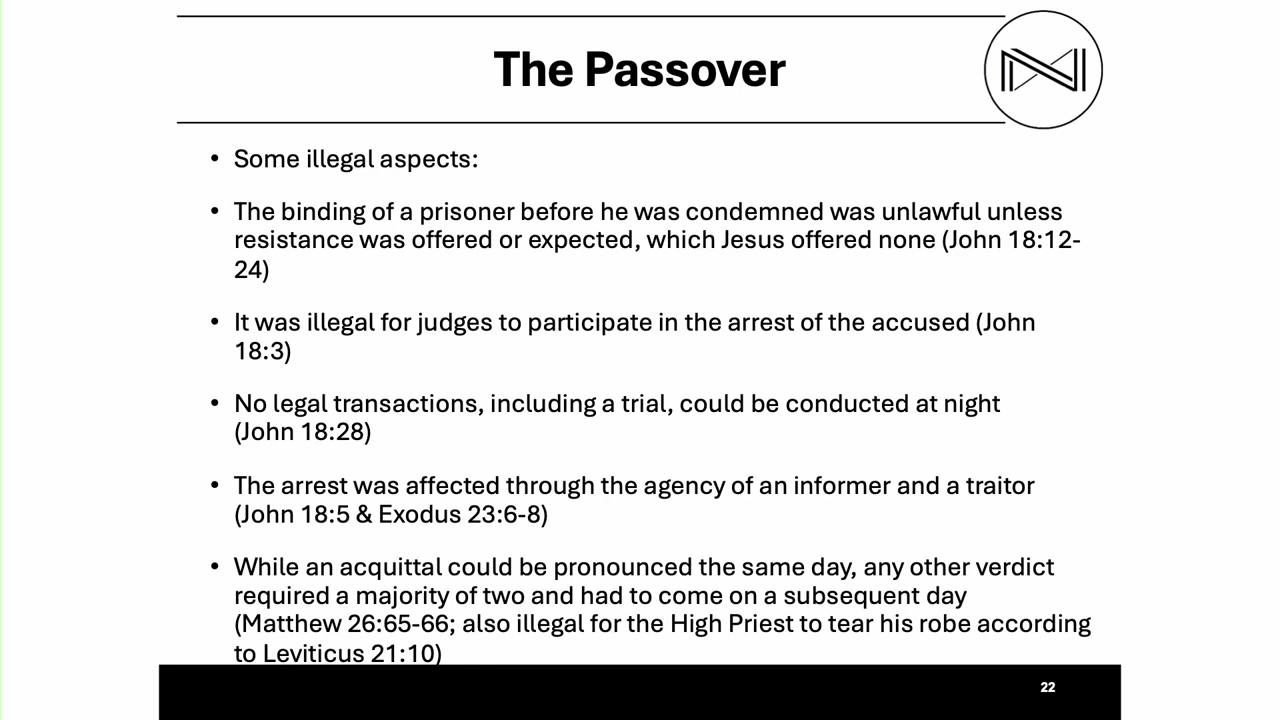 The Passover
• Some illegal aspects:
• The binding of a prisoner before he was condemned was unlawful unless
resistance was offered or expected, which Jesus offered none (John 18:12-
24)
• It was illegal for judges to participate in the arrest of the accused (John
18:3)
• No legal transactions, including a trial, could be conducted at night
(John 18:28)
• The arrest was affected through the agency of an informer and a traitor
(John 18:5 & Exodus 23:6-8)
• While an acquittal could be pronounced the same day, any other verdict
required a majority of two and had to come on a subsequent day
(Matthew 26:65-66; also illegal for the High Priest to tear his robe according
to Leviticus 21:10)
22